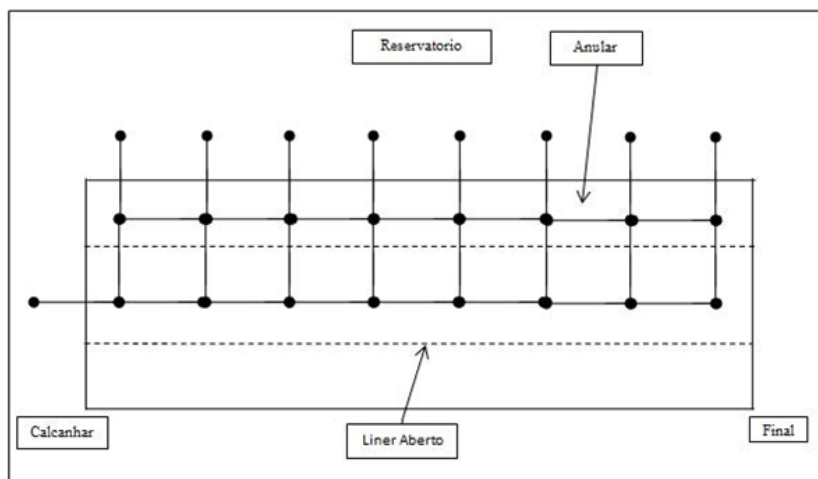 Reservatorio
Anular
Calcanhar
Liner Aberto
Final